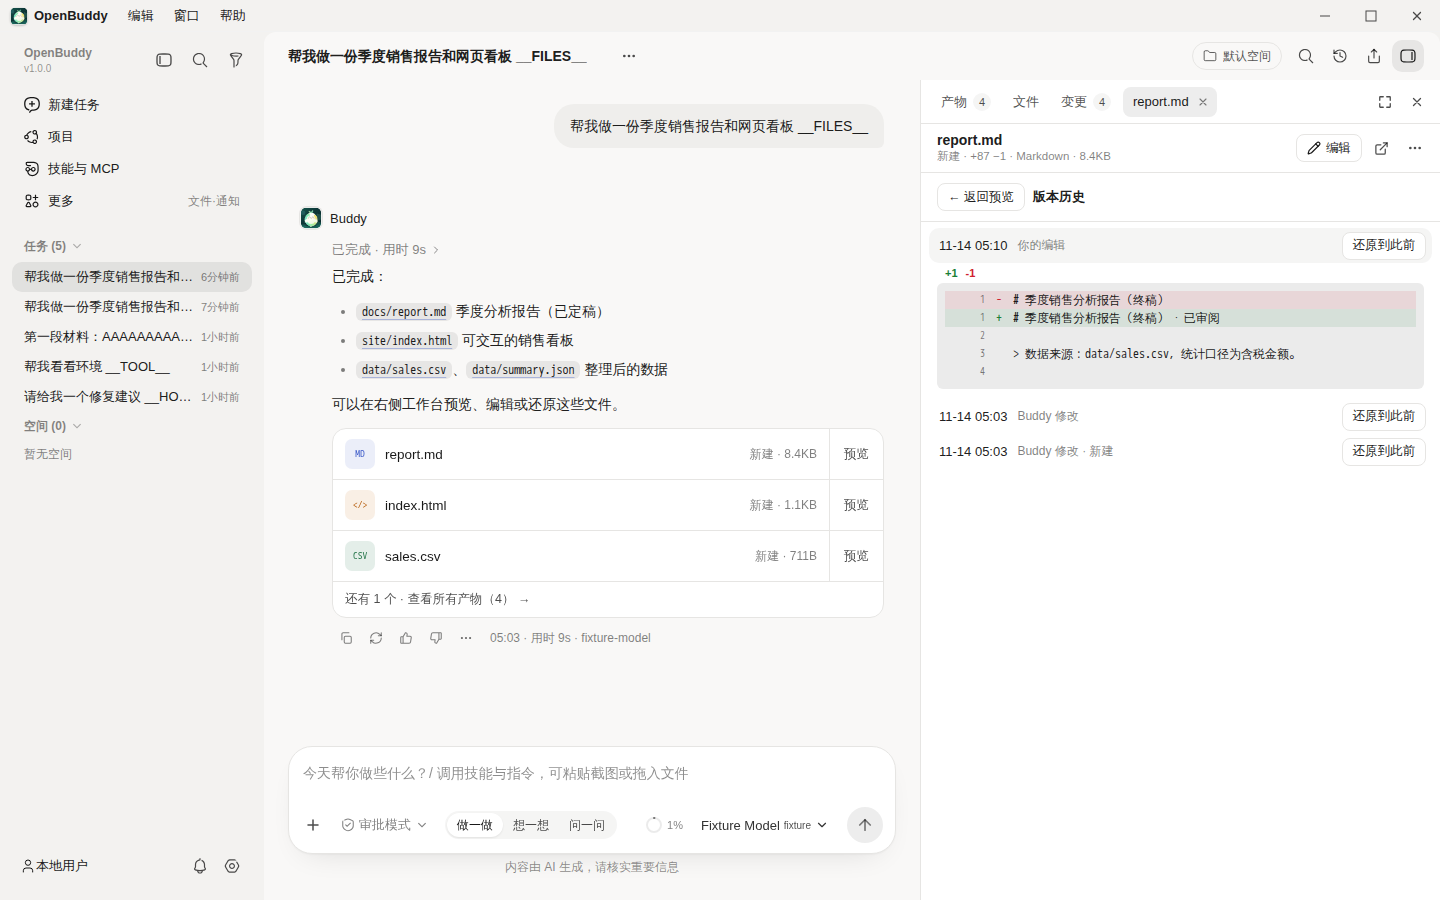 OpenBuddy 编辑 窗口 帮助
OpenBuddy
v1.0.0
新建任务
项目
技能与 MCP
更多 文件·通知
任务 (5)
帮我做一份季度销售报告和… 6分钟前
帮我做一份季度销售报告和… 7分钟前
第一段材料：AAAAAAAAA… 1小时前
帮我看看环境 __TOOL__ 1小时前
请给我一个修复建议 __HO… 1小时前
空间 (0)
暂无空间
本地用户
帮我做一份季度销售报告和网页看板 __FILES__
默认空间
帮我做一份季度销售报告和网页看板 __FILES__
Buddy
已完成 · 用时 9s
已完成：
docs/report.md 季度分析报告（已定稿）
site/index.html 可交互的销售看板
data/sales.csv、data/summary.json 整理后的数据
可以在右侧工作台预览、编辑或还原这些文件。
MD report.md 新建 · 8.4KB 预览
</> index.html 新建 · 1.1KB 预览
CSV sales.csv 新建 · 711B 预览
还有 1 个 · 查看所有产物（4） →
05:03 · 用时 9s · fixture-model
今天帮你做些什么？/ 调用技能与指令，可粘贴截图或拖入文件
审批模式 做一做 想一想 问一问 1% Fixture Model fixture
内容由 AI 生成，请核实重要信息
产物 4 文件 变更 4 report.md
report.md
新建 · +87 −1 · Markdown · 8.4KB
编辑
← 返回预览 版本历史
11-14 05:10 你的编辑 还原到此前
+1 -1
1 - # 季度销售分析报告（终稿）
1 + # 季度销售分析报告（终稿） · 已审阅
2
3 > 数据来源：data/sales.csv, 统计口径为含税金额。
4
11-14 05:03 Buddy 修改 还原到此前
11-14 05:03 Buddy 修改 · 新建 还原到此前